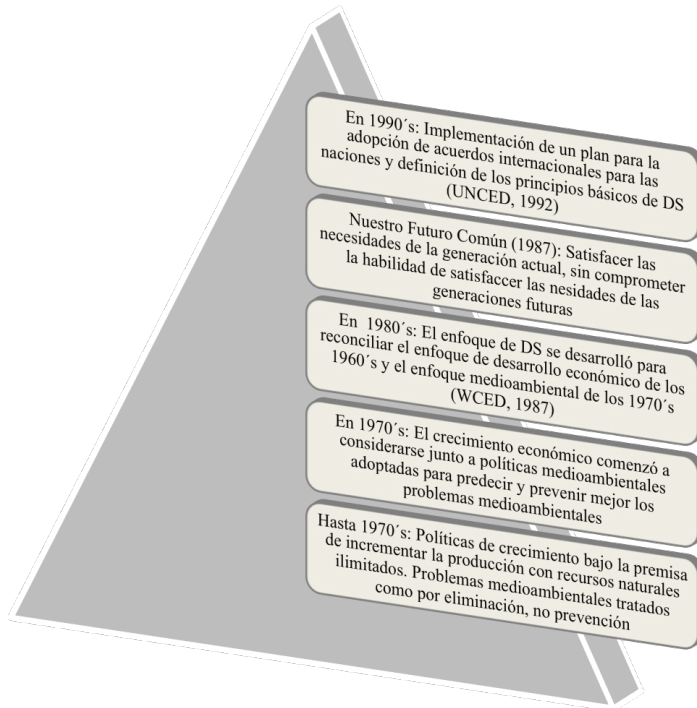 En 1990´s: Implementación de un plan para la
adopción de acuerdos internacionales para las
naciones y definición de los principios básicos de DS
(UNCED, 1992)
Nuestro Futuro Común (1987): Satisfacer las
necesidades de la generación actual, sin comprometer
la habilidad de satisfaccer las nesidades de las
generaciones futuras
En  1980´s: El enfoque de DS se desarrolló para
reconciliar el enfoque de desarrollo económico de los
1960´s y el enfoque medioambiental de los 1970´s
(WCED, 1987)
En 1970´s: El crecimiento económico comenzó a
considerarse junto a políticas medioambientales
adoptadas para predecir y prevenir mejor los
problemas medioambientales
Hasta 1970´s: Políticas de crecimiento bajo la premisa
de incrementar la producción con recursos naturales
ilimitados. Problemas medioambientales tratados
como por eliminación, no prevención